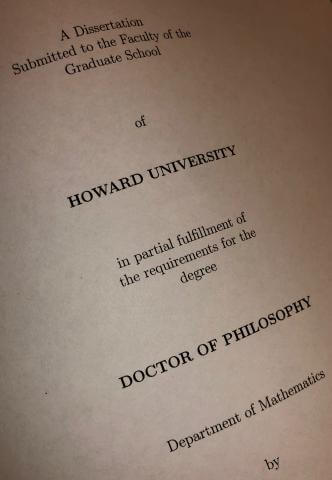 A Dissertation
Submitted to the Faculty of the
Graduate School
of
HOWARD UNIVERSITY
in partial fulfillment of
the requirements for the
degree
DOCTOR OF PHILOSOPHY
Department of Mathematics
by